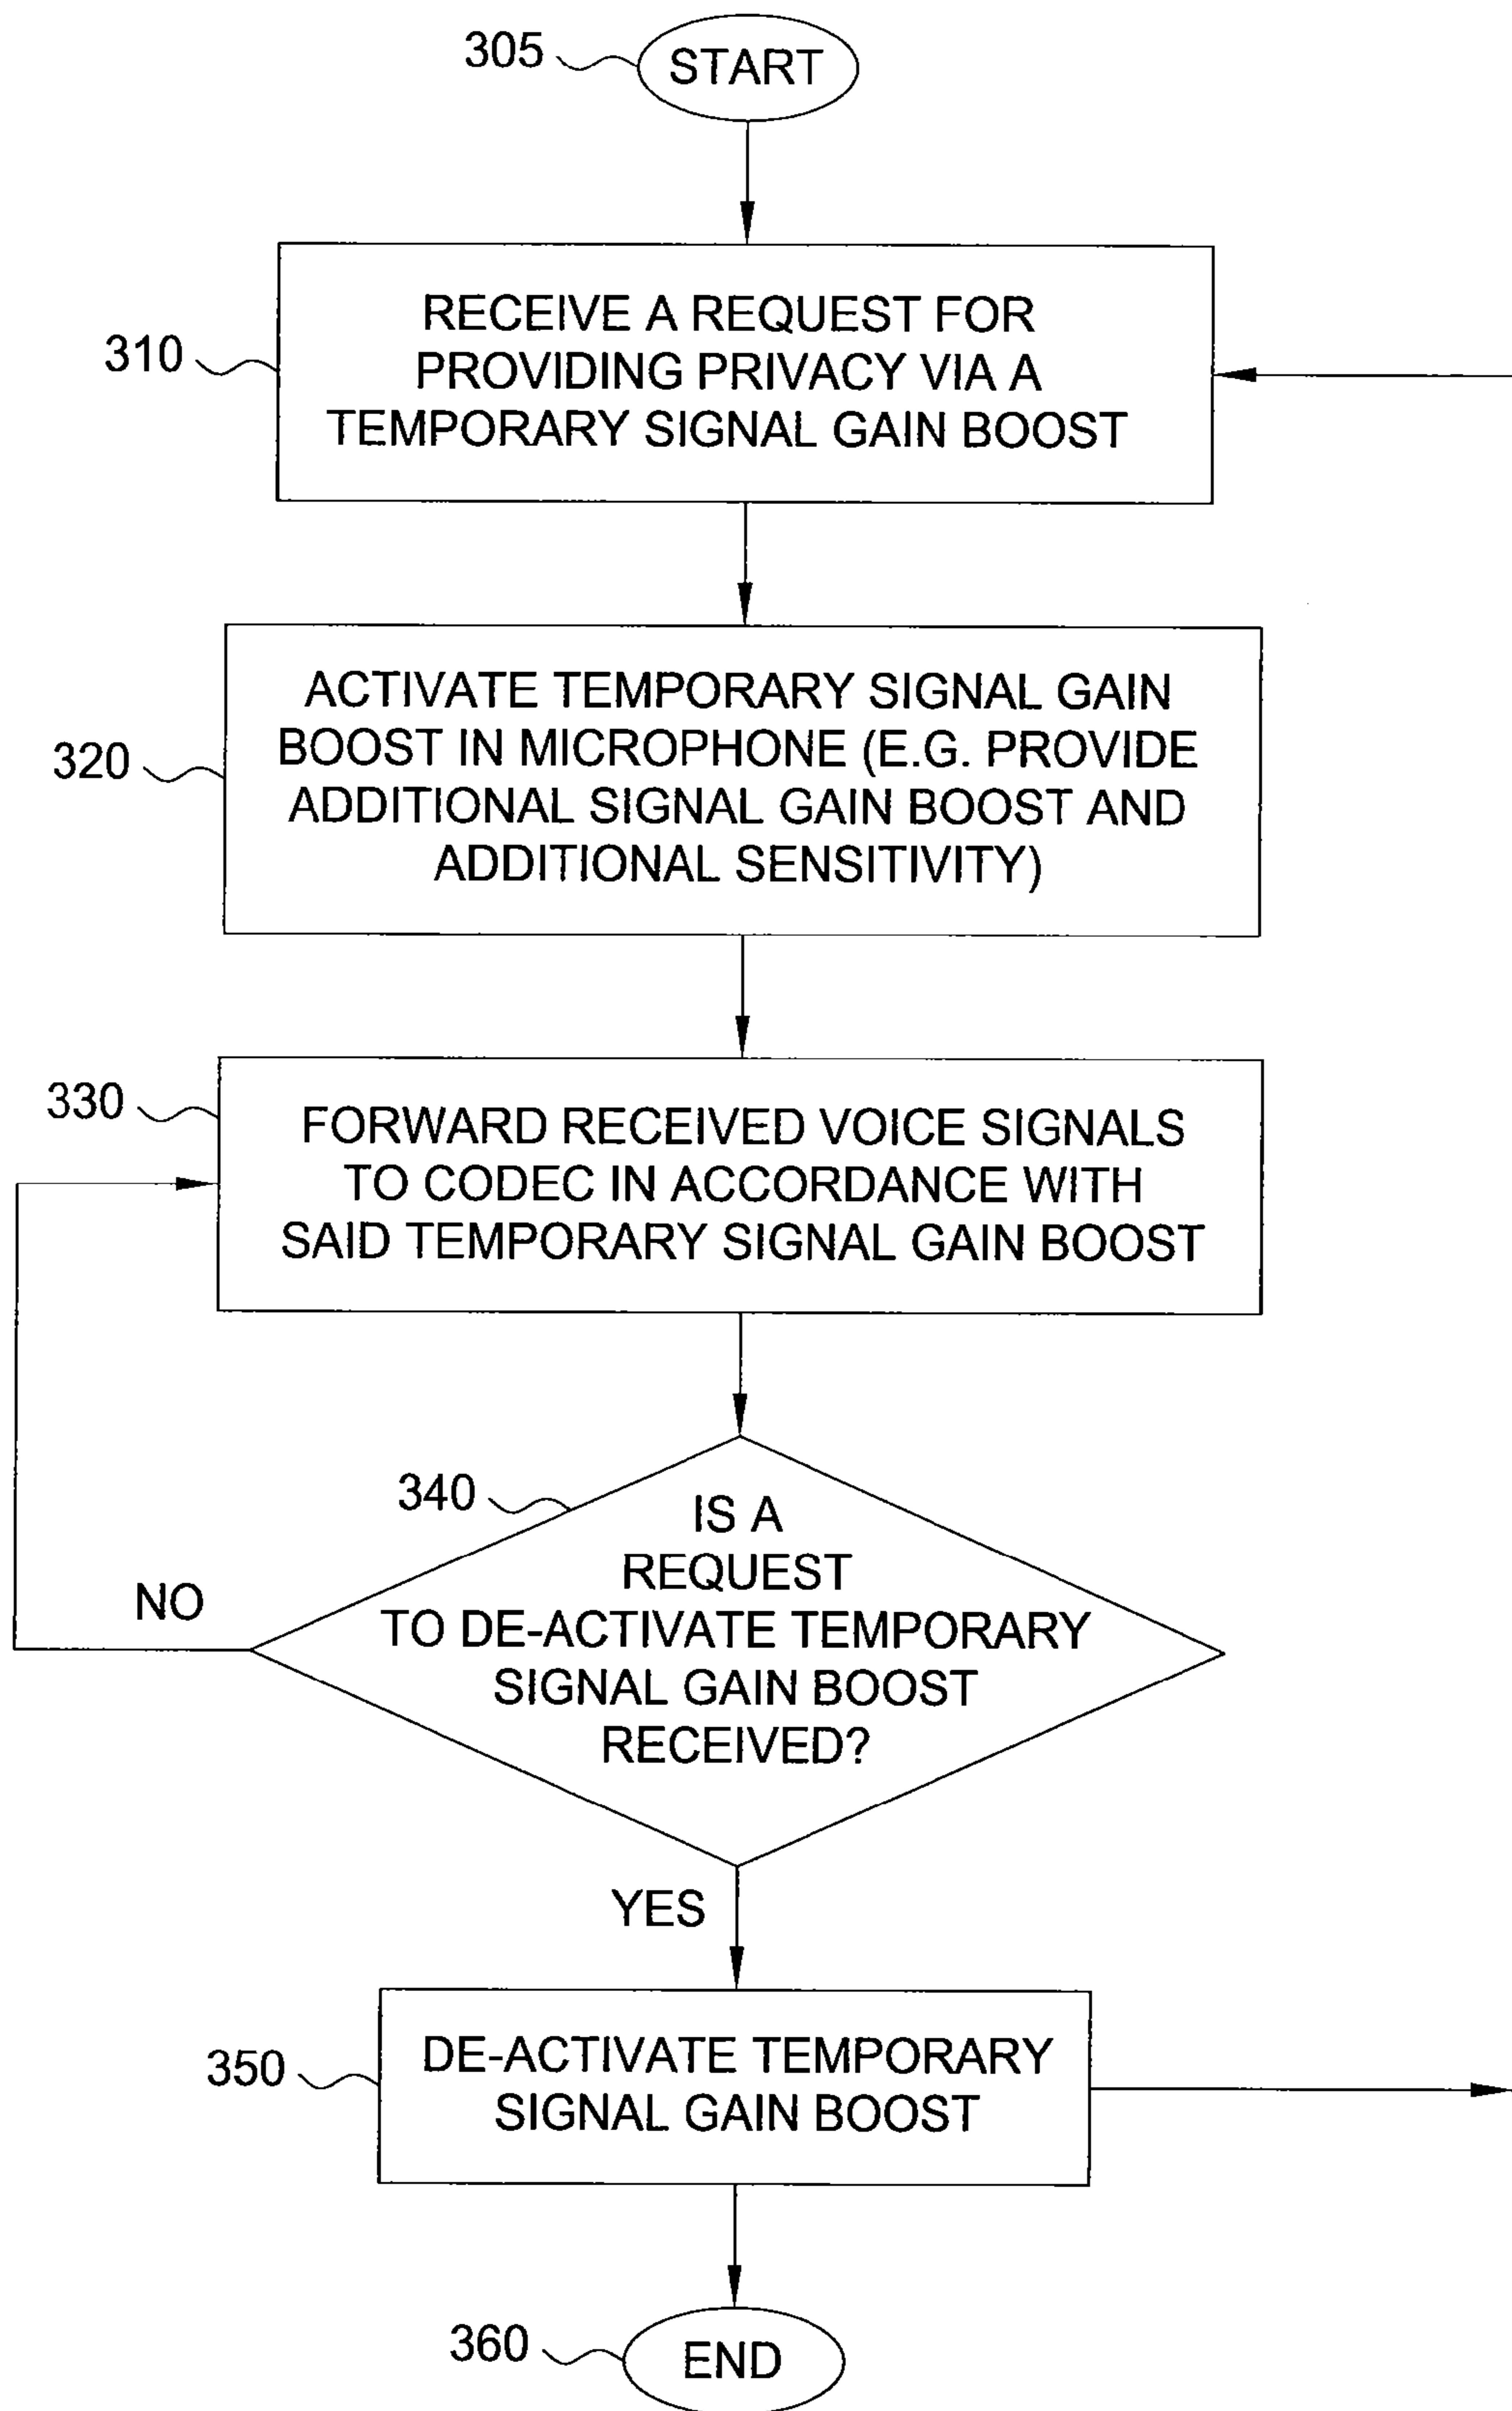 305
START
310
RECEIVE A REQUEST FOR
PROVIDING PRIVACY VIA A
TEMPORARY SIGNAL GAIN BOOST
320
ACTIVATE TEMPORARY SIGNAL GAIN
BOOST IN MICROPHONE (E.G. PROVIDE
ADDITIONAL SIGNAL GAIN BOOST AND
ADDITIONAL SENSITIVITY)
330
FORWARD RECEIVED VOICE SIGNALS
TO CODEC IN ACCORDANCE WITH
SAID TEMPORARY SIGNAL GAIN BOOST
340
IS A
REQUEST
TO DE-ACTIVATE TEMPORARY
SIGNAL GAIN BOOST
RECEIVED?
NO
YES
350
DE-ACTIVATE TEMPORARY
SIGNAL GAIN BOOST
360
END